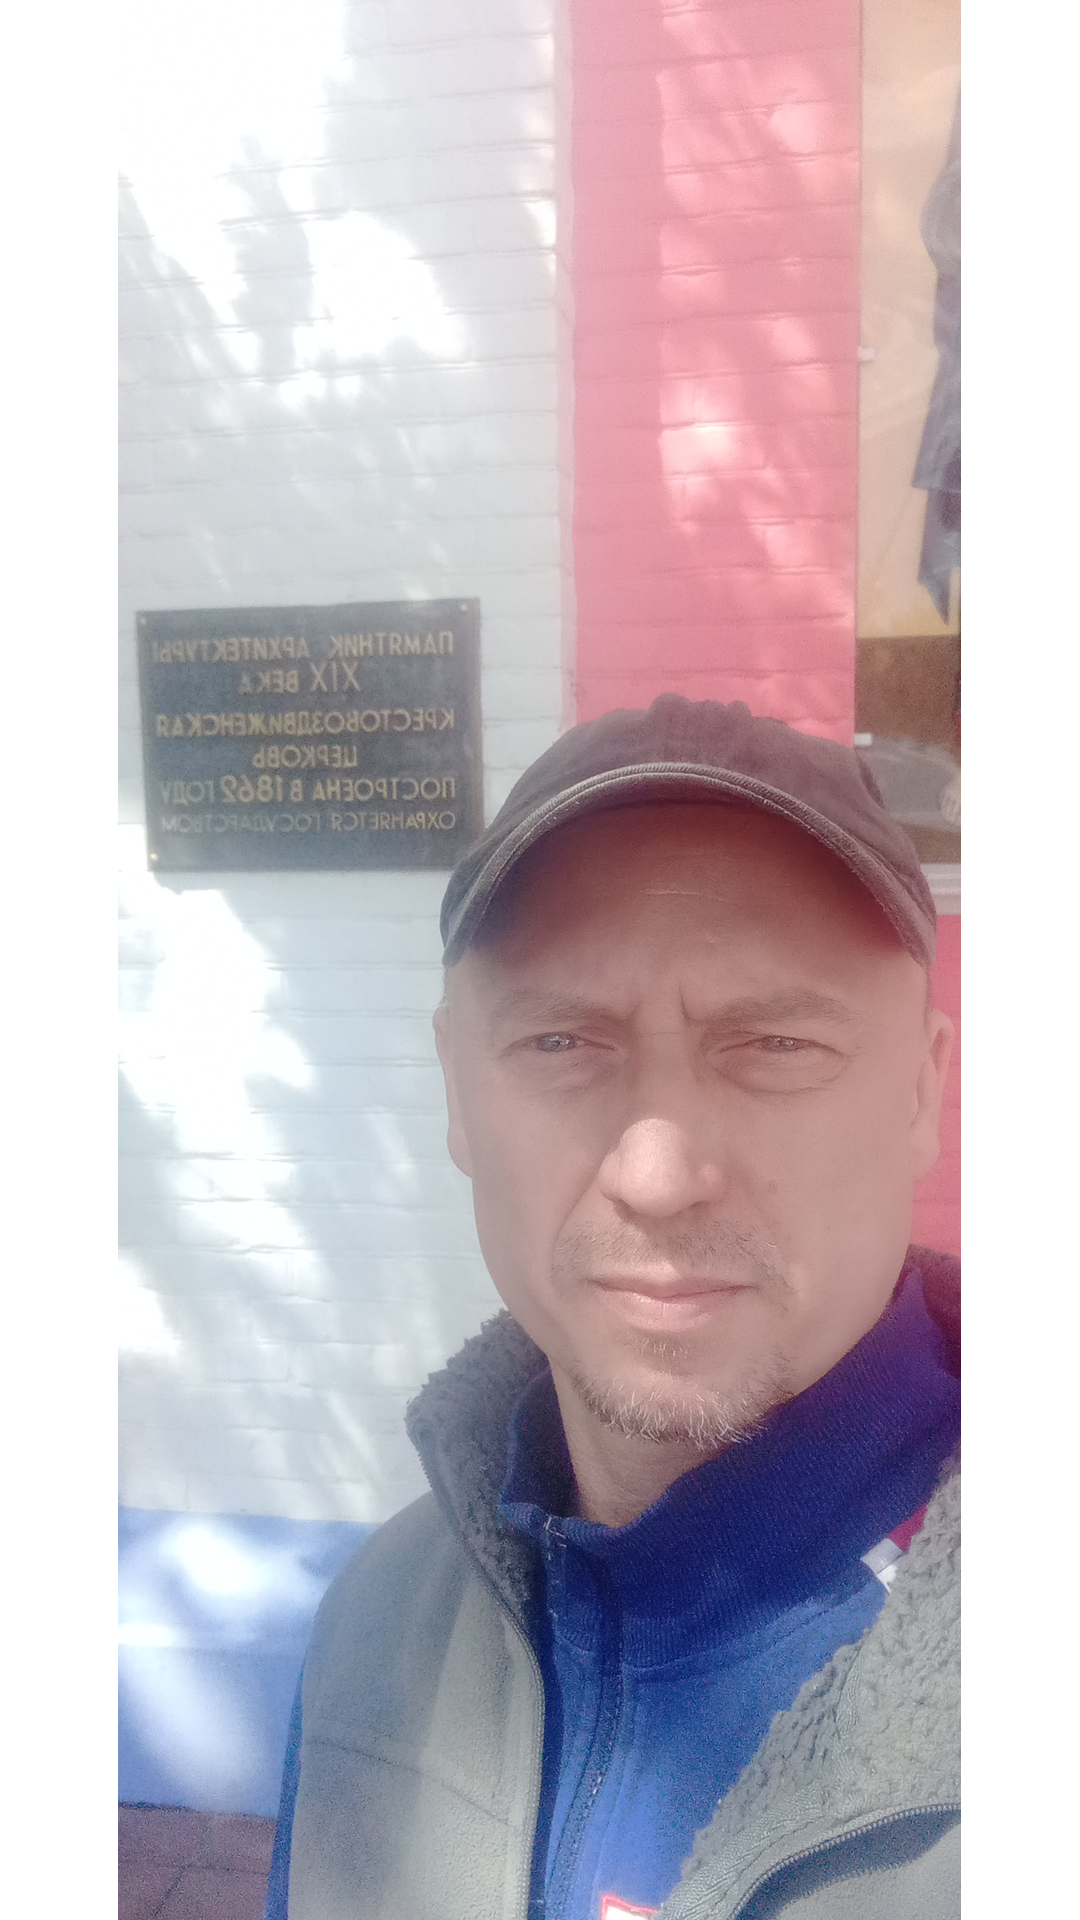 ПАМЯТНИК АРХИТЕКТУРЫ
XIX ВЕКА
КРЕСТОВОЗДВИЖЕНСКАЯ
ЦЕРКОВЬ
ПОСТРОЕНА В 1862 ГОДУ
ОХРАНЯЕТСЯ ГОСУДАРСТВОМ